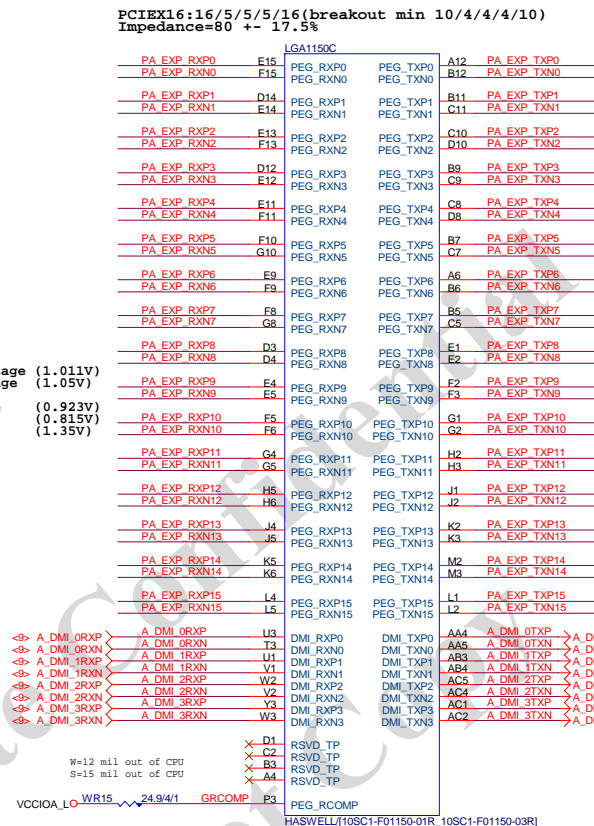 PCIEX16:16/5/5/5/16(breakout min 10/4/4/4/10)
Impedance=80 +- 17.5%
LGA1150C
PA_EXP_RXP0 E15 PEG_RXP0 PEG_TXP0 A12 PA_EXP_TXP0
PA_EXP_RXN0 F15 PEG_RXN0 PEG_TXN0 B12 PA_EXP_TXN0
PA_EXP_RXP1 D14 PEG_RXP1 PEG_TXP1 B11 PA_EXP_TXP1
PA_EXP_RXN1 E14 PEG_RXN1 PEG_TXN1 C11 PA_EXP_TXN1
PA_EXP_RXP2 E13 PEG_RXP2 PEG_TXP2 C10 PA_EXP_TXP2
PA_EXP_RXN2 F13 PEG_RXN2 PEG_TXN2 D10 PA_EXP_TXN2
PA_EXP_RXP3 D12 PEG_RXP3 PEG_TXP3 B9 PA_EXP_TXP3
PA_EXP_RXN3 E12 PEG_RXN3 PEG_TXN3 C9 PA_EXP_TXN3
PA_EXP_RXP4 E11 PEG_RXP4 PEG_TXP4 C8 PA_EXP_TXP4
PA_EXP_RXN4 F11 PEG_RXN4 PEG_TXN4 D8 PA_EXP_TXN4
PA_EXP_RXP5 F10 PEG_RXP5 PEG_TXP5 B7 PA_EXP_TXP5
PA_EXP_RXN5 G10 PEG_RXN5 PEG_TXN5 C7 PA_EXP_TXN5
PA_EXP_RXP6 E9 PEG_RXP6 PEG_TXP6 A6 PA_EXP_TXP6
PA_EXP_RXN6 F9 PEG_RXN6 PEG_TXN6 B6 PA_EXP_TXN6
PA_EXP_RXP7 F8 PEG_RXP7 PEG_TXP7 B5 PA_EXP_TXP7
PA_EXP_RXN7 G8 PEG_RXN7 PEG_TXN7 C5 PA_EXP_TXN7
PA_EXP_RXP8 D3 PEG_RXP8 PEG_TXP8 E1 PA_EXP_TXP8
PA_EXP_RXN8 D4 PEG_RXN8 PEG_TXN8 E2 PA_EXP_TXN8
age (1.011V)
ge (1.05V)
PA_EXP_RXP9 E4 PEG_RXP9 PEG_TXP9 F2 PA_EXP_TXP9
PA_EXP_RXN9 E5 PEG_RXN9 PEG_TXN9 F3 PA_EXP_TXN9
(0.923V)
(0.815V)
(1.35V)
PA_EXP_RXP10 F5 PEG_RXP10 PEG_TXP10 G1 PA_EXP_TXP10
PA_EXP_RXN10 F6 PEG_RXN10 PEG_TXN10 G2 PA_EXP_TXN10
PA_EXP_RXP11 G4 PEG_RXP11 PEG_TXP11 H2 PA_EXP_TXP11
PA_EXP_RXN11 G5 PEG_RXN11 PEG_TXN11 H3 PA_EXP_TXN11
PA_EXP_RXP12 H5 PEG_RXP12 PEG_TXP12 J1 PA_EXP_TXP12
PA_EXP_RXN12 H6 PEG_RXN12 PEG_TXN12 J2 PA_EXP_TXN12
PA_EXP_RXP13 J4 PEG_RXP13 PEG_TXP13 K2 PA_EXP_TXP13
PA_EXP_RXN13 J5 PEG_RXN13 PEG_TXN13 K3 PA_EXP_TXN13
PA_EXP_RXP14 K5 PEG_RXP14 PEG_TXP14 M2 PA_EXP_TXP14
PA_EXP_RXN14 K6 PEG_RXN14 PEG_TXN14 M3 PA_EXP_TXN14
PA_EXP_RXP15 L4 PEG_RXP15 PEG_TXP15 L1 PA_EXP_TXP15
PA_EXP_RXN15 L5 PEG_RXN15 PEG_TXN15 L2 PA_EXP_TXN15
<9> A_DMI_0RXP A_DMI_0RXP U3 DMI_RXP0 DMI_TXP0 AA4 A_DMI_0TXP A_D
<9> A_DMI_0RXN A_DMI_0RXN T3 DMI_RXN0 DMI_TXN0 AA5 A_DMI_0TXN A_D
<9> A_DMI_1RXP A_DMI_1RXP U1 DMI_RXP1 DMI_TXP1 AB3 A_DMI_1TXP A_D
<9> A_DMI_1RXN A_DMI_1RXN V1 DMI_RXN1 DMI_TXN1 AB4 A_DMI_1TXN A_D
<9> A_DMI_2RXP A_DMI_2RXP W2 DMI_RXP2 DMI_TXP2 AC5 A_DMI_2TXP A_D
<9> A_DMI_2RXN A_DMI_2RXN V2 DMI_RXN2 DMI_TXN2 AC4 A_DMI_2TXN A_D
<9> A_DMI_3RXP A_DMI_3RXP Y3 DMI_RXP3 DMI_TXP3 AC1 A_DMI_3TXP A_D
<9> A_DMI_3RXN A_DMI_3RXN W3 DMI_RXN3 DMI_TXN3 AC2 A_DMI_3TXN A_D
D1 RSVD_TP
C2 RSVD_TP
B3 RSVD_TP
A4 RSVD_TP
W=12 mil out of CPU
S=15 mil out of CPU
VCCIOA_L WR15 24.9/4/1 GRCOMP P3 PEG_RCOMP
HASWELL/[10SC1-F01150-01R_10SC1-F01150-03R]
Confidential
Copy